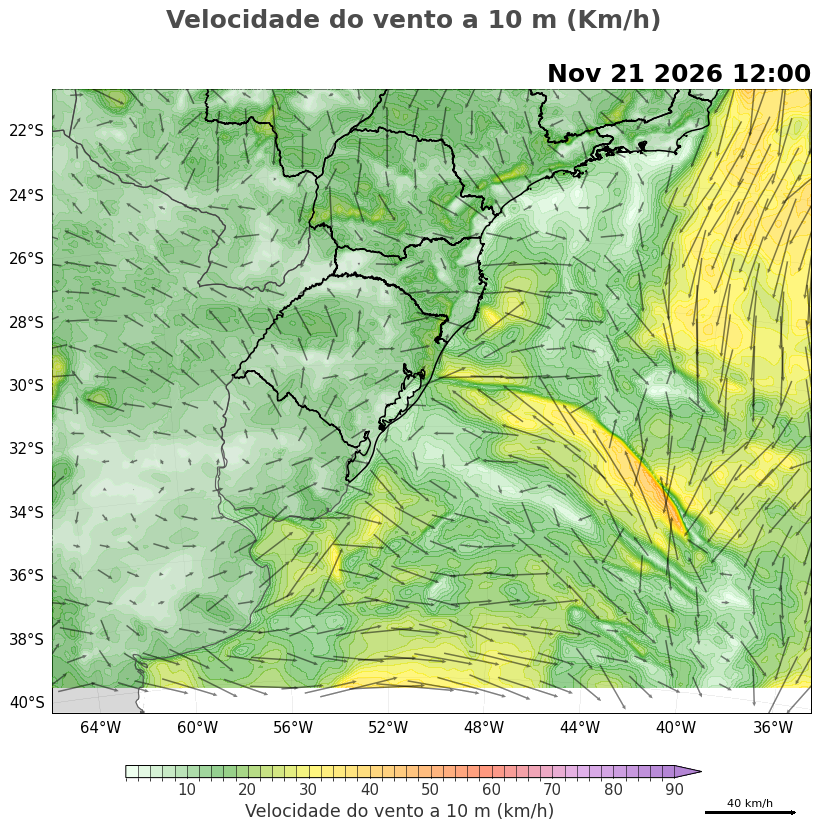 Velocidade do vento a 10 m (Km/h)
Nov 21 2026 12:00
22°S
24°S
26°S
28°S
30°S
32°S
34°S
36°S
38°S
40°S
64°W 60°W 56°W 52°W 48°W 44°W 40°W 36°W
10 20 30 40 50 60 70 80 90
Velocidade do vento a 10 m (km/h)
40 km/h